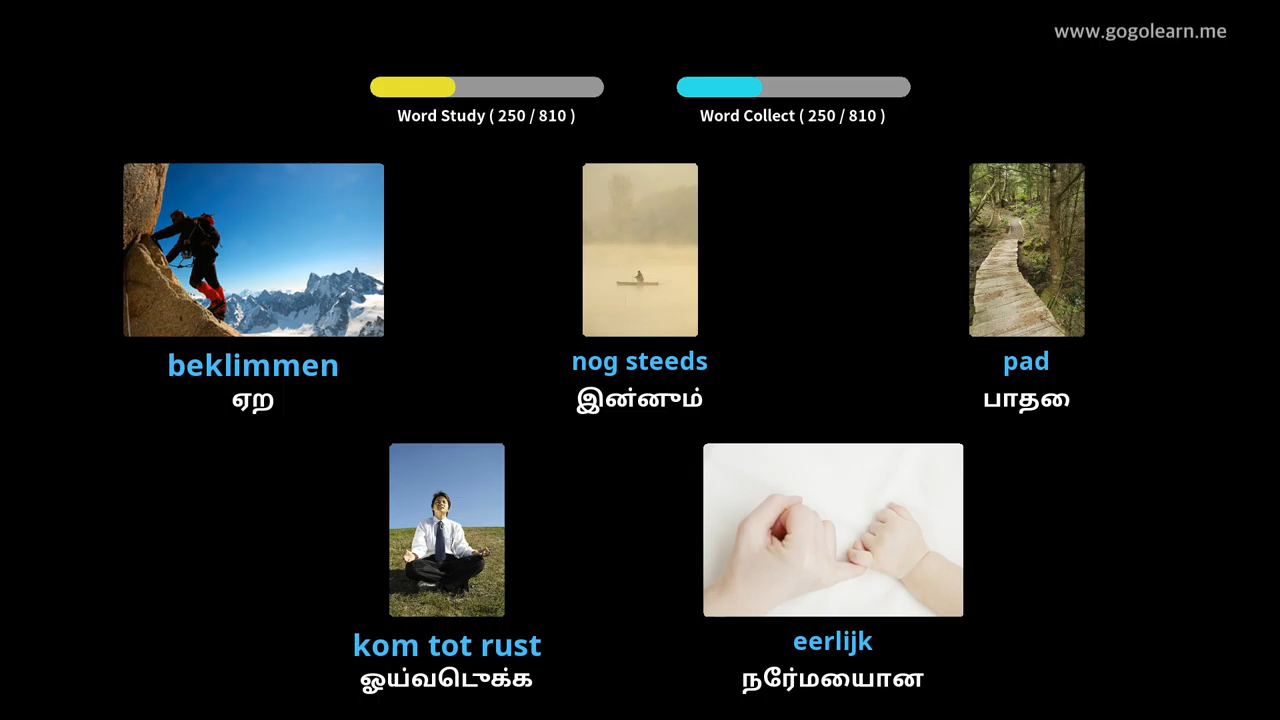 www.gogolearn.me
Word Study ( 250 / 810 )
Word Collect ( 250 / 810 )
beklimmen
ஏற
nog steeds
இன்னும்
pad
பாதை
kom tot rust
ஓய்வெடுக்க
eerlijk
நேர்மையான